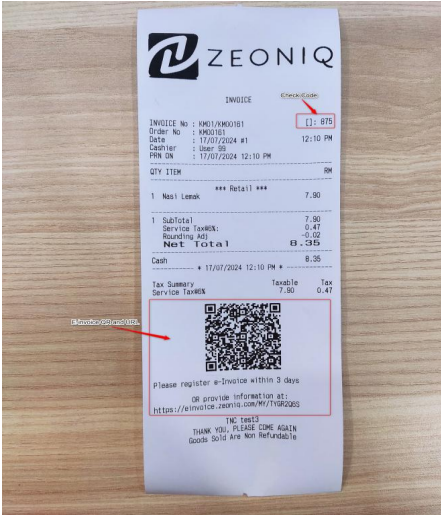 ZEONIQ
INVOICE
Check Code
INVOICE No : KM01/KM00181 []: 875
Order No : KM00181
Date : 17/07/2024 #1 12:10 PM
Cashier : User 99
PRN ON : 17/07/2024 12:10 PM
QTY ITEM RM
*** Retail ***
1 Nasi Lemak 7.90
1 SubTotal 7.90
Service Tax@6%: 0.47
Rounding Adj -0.02
Net Total 8.35
Cash 8.35
* 17/07/2024 12:10 PM *
Tax Summary Taxable Tax
Service Tax@6% 7.90 0.47
E-Invoice QR and URL
Please register e-Invoice within 3 days
OR provide information at:
https://einvoice.zeoniq.com/MY/TYGR2Q6S
TNC test3
THANK YOU, PLEASE COME AGAIN
Goods Sold Are Non Refundable